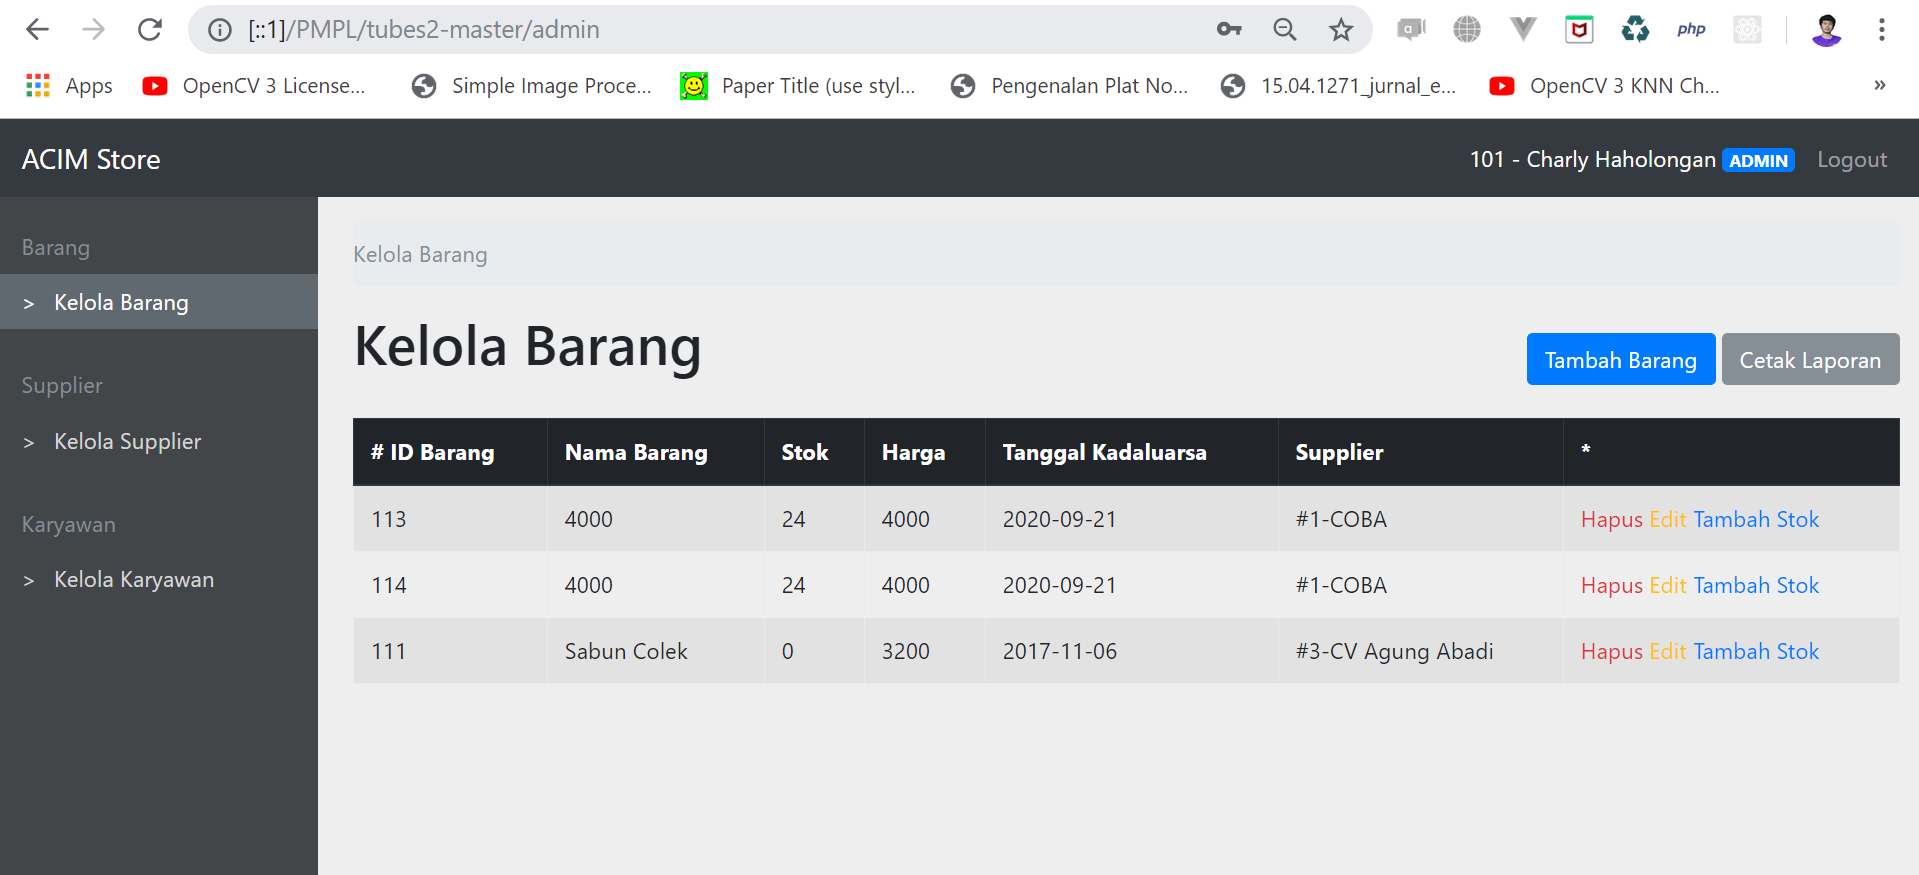 [::1]/PMPL/tubes2-master/admin
a php
Apps OpenCV 3 License... Simple Image Proce... Paper Title (use styl... Pengenalan Plat No... 15.04.1271_jurnal_e... OpenCV 3 KNN Ch... »
ACIM Store 101 - Charly Haholongan ADMIN Logout
Barang
> Kelola Barang
Supplier
> Kelola Supplier
Karyawan
> Kelola Karyawan
Kelola Barang
Kelola Barang
Tambah Barang Cetak Laporan
# ID Barang Nama Barang Stok Harga Tanggal Kadaluarsa Supplier *
113 4000 24 4000 2020-09-21 #1-COBA Hapus Edit Tambah Stok
114 4000 24 4000 2020-09-21 #1-COBA Hapus Edit Tambah Stok
111 Sabun Colek 0 3200 2017-11-06 #3-CV Agung Abadi Hapus Edit Tambah Stok